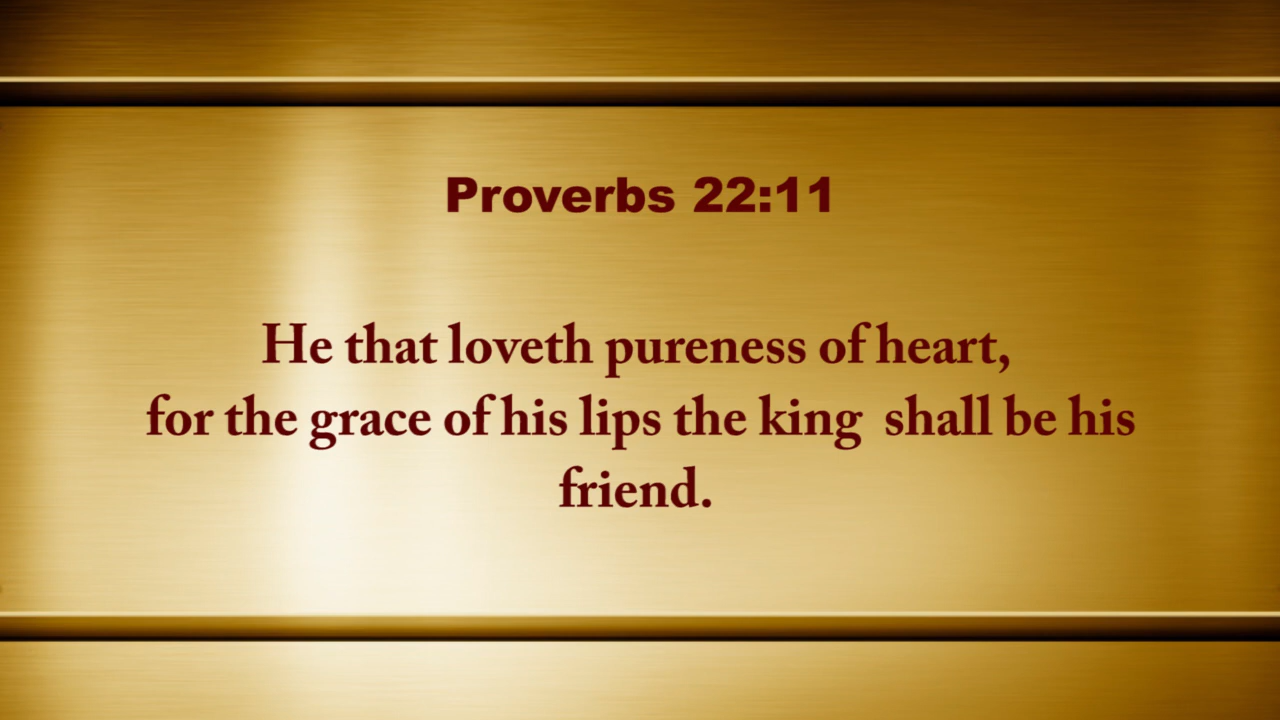 Proverbs 22:11
He that loveth pureness of heart,
for the grace of his lips the king  shall be his
friend.